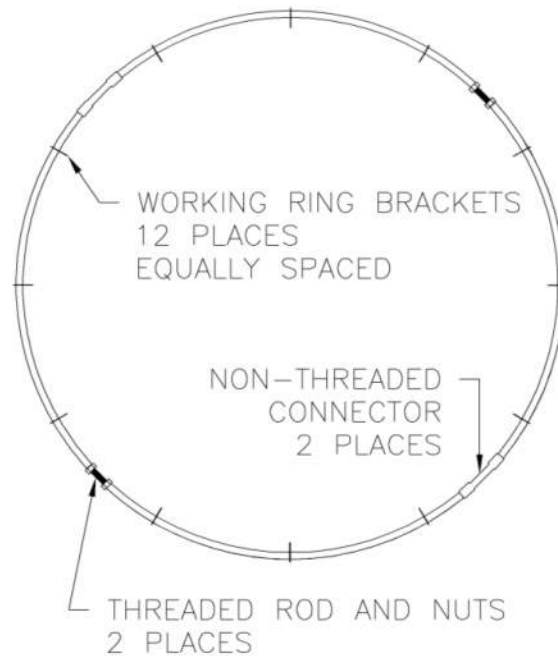 WORKING RING BRACKETS
12 PLACES
EQUALLY SPACED
NON-THREADED
CONNECTOR
2 PLACES
THREADED ROD AND NUTS
2 PLACES